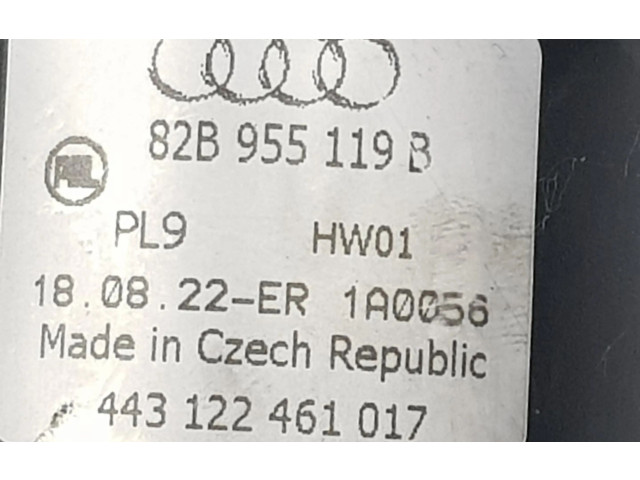 82B 955 119 B
PL9 HW01
18.08.22-ER 1A0056
Made in Czech Republic
443 122 461 017